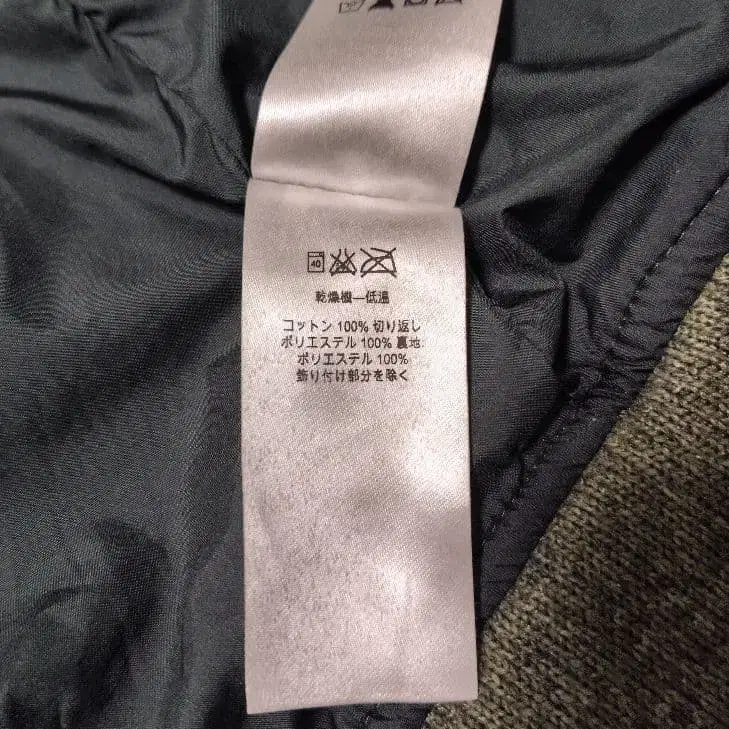 40
乾燥機―低温
コットン 100% 切り返し
ポリエステル 100% 裏地:
ポリエステル 100%
飾り付け部分を除く